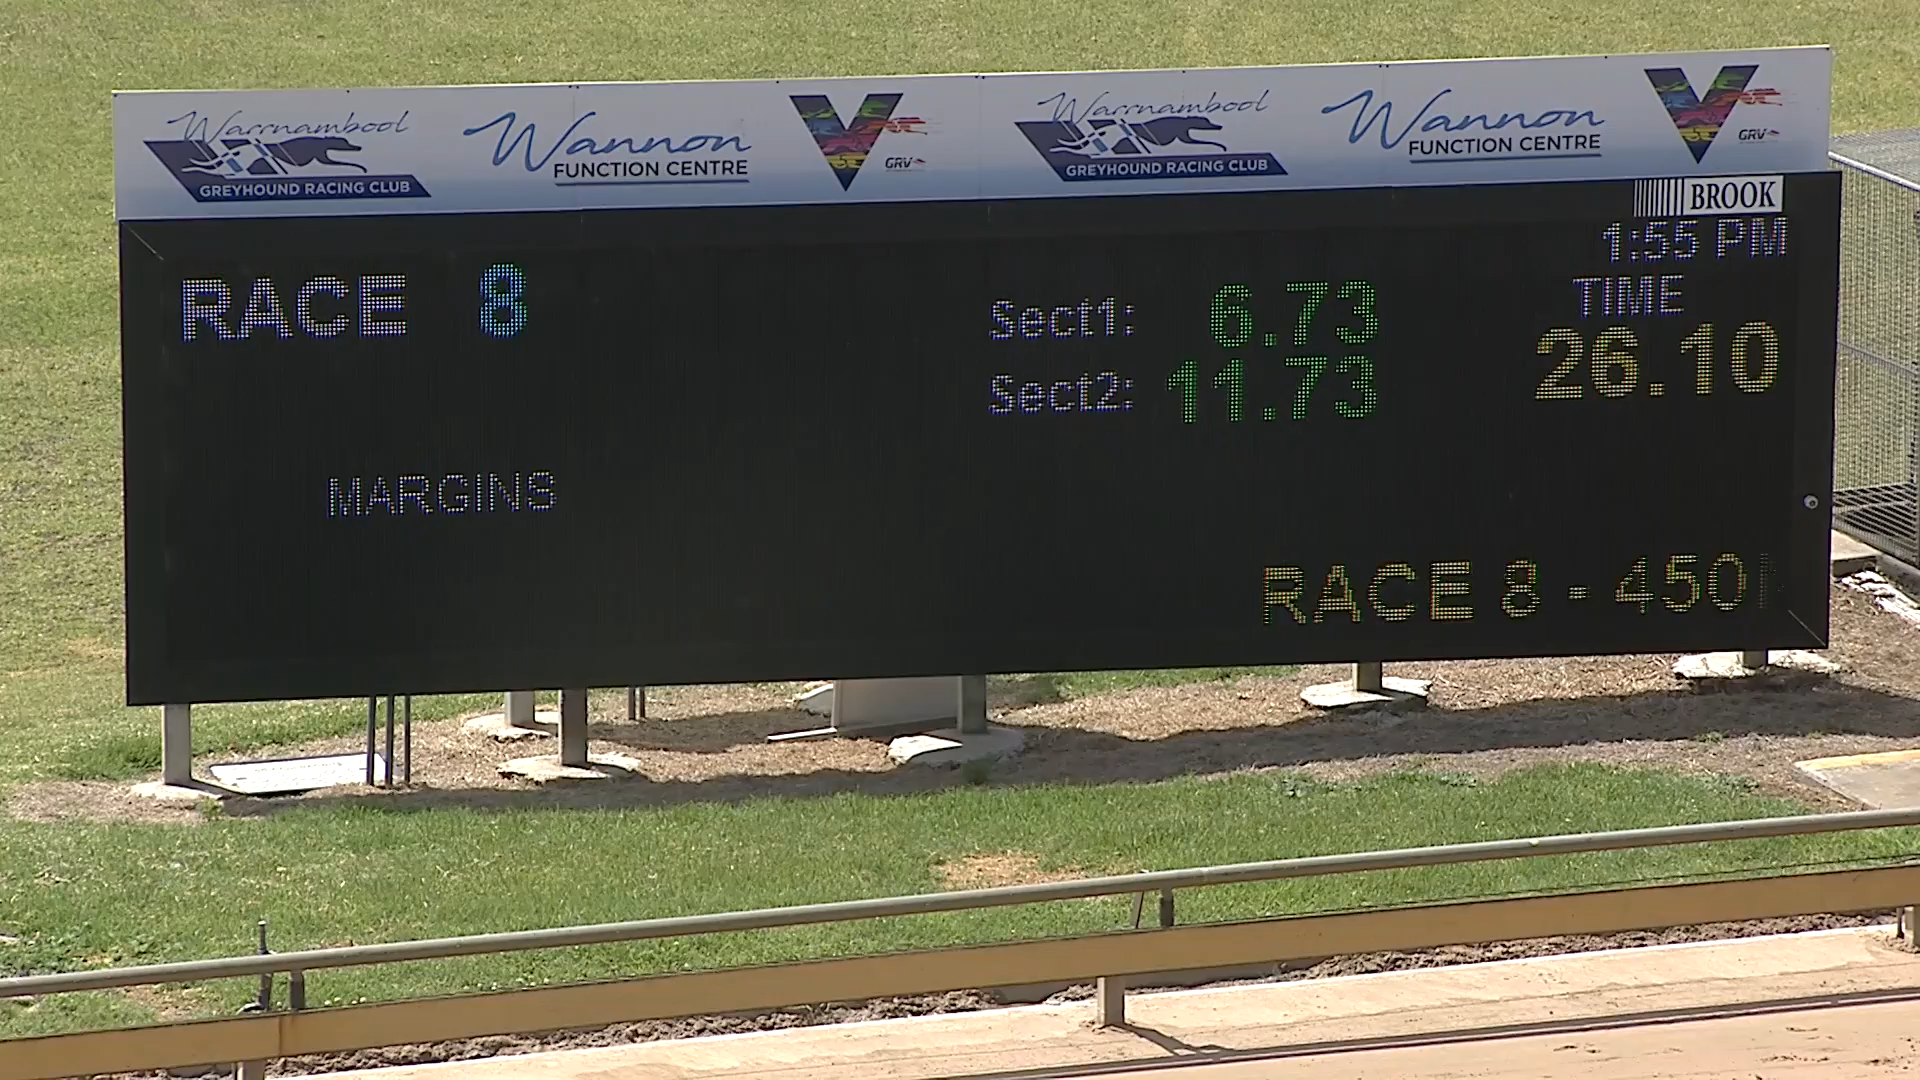 Warrnambool
GREYHOUND RACING CLUB
Wannon
FUNCTION CENTRE
V
GRV
Warrnambool
GREYHOUND RACING CLUB
Wannon
FUNCTION CENTRE
V
GRV
BROOK
1:55 PM
RACE 8
Sect1: 6.73
TIME
26.10
Sect2: 11.73
MARGINS
RACE 8 - 450